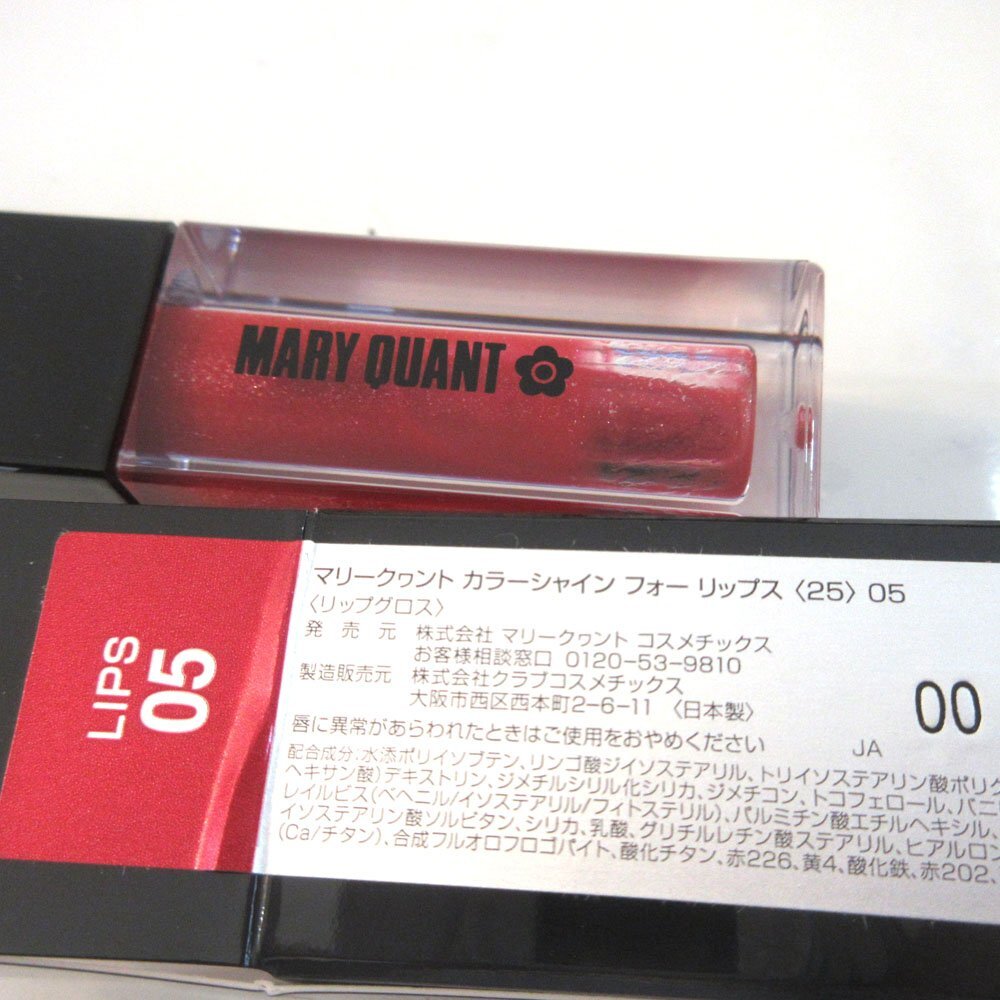 MARY QUANT
LIPS
05
マリークヮント カラーシャイン フォー リップス 〈25〉 05
〈リップグロス〉
発 売 元 株式会社 マリークヮント コスメチックス
お客様相談窓口 0120-53-9810
製造販売元 株式会社クラブコスメチックス
大阪市西区西本町2-6-11 〈日本製〉
唇に異常があらわれたときはご使用をおやめください
JA
00
配合成分:水添ポリイソブテン、リンゴ酸ジイソステアリル、トリイソステアリン酸ポリグ
ヘキサン酸)デキストリン、ジメチルシリル化シリカ、ジメチコン、トコフェロール、バニ
レイルビス(ベヘニル/イソステアリル/フィトステリル)、パルミチン酸エチルヘキシル、
イソステアリン酸ソルビタン、シリカ、乳酸、グリチルレチン酸ステアリル、ヒアルロン
(Ca/チタン)、合成フルオロフロゴパイト、酸化チタン、赤226、黄4、酸化鉄、赤202、